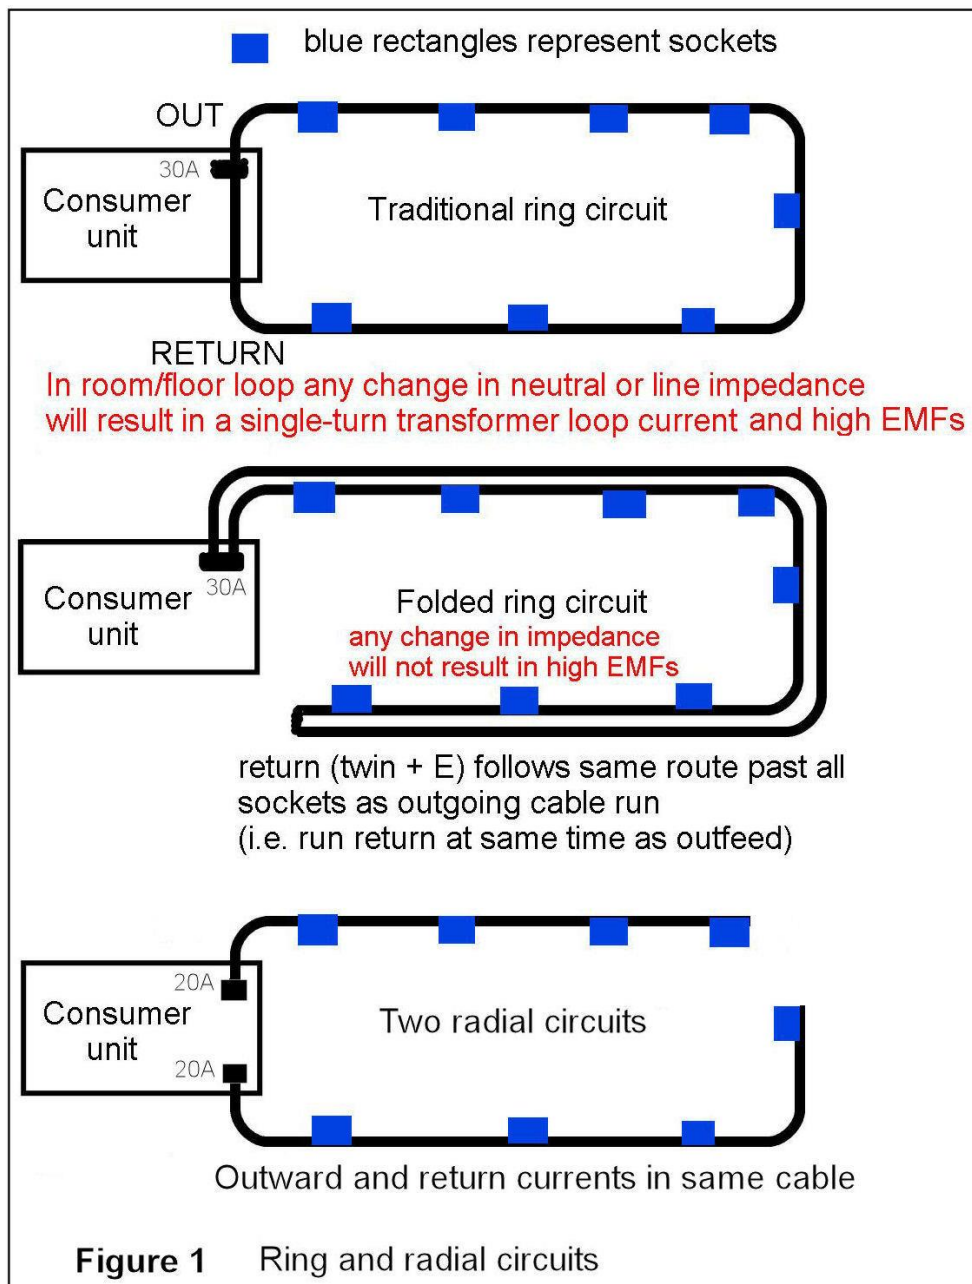 blue rectangles represent sockets
OUT
30A
Consumer
unit
Traditional ring circuit
RETURN
In room/floor loop any change in neutral or line impedance
will result in a single-turn transformer loop current and high EMFs
30A
Consumer
unit
Folded ring circuit
any change in impedance
will not result in high EMFs
return (twin + E) follows same route past all
sockets as outgoing cable run
(i.e. run return at same time as outfeed)
20A
Consumer
unit
20A
Two radial circuits
Outward and return currents in same cable
Figure 1 Ring and radial circuits